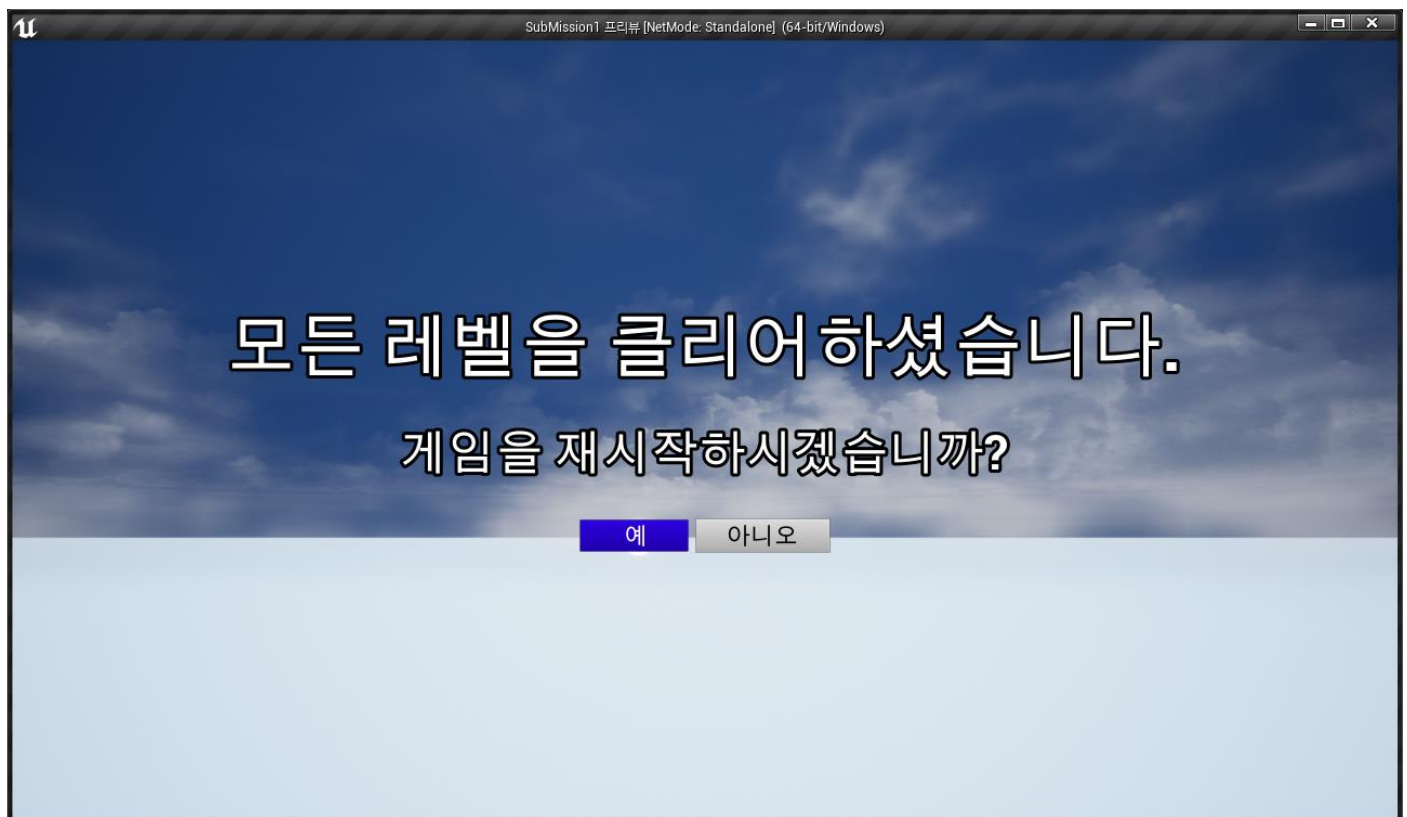 SubMission1 프리뷰 [NetMode: Standalone] (64-bit/Windows)
모든 레벨을 클리어하셨습니다.
게임을 재시작하시겠습니까?
예 아니오